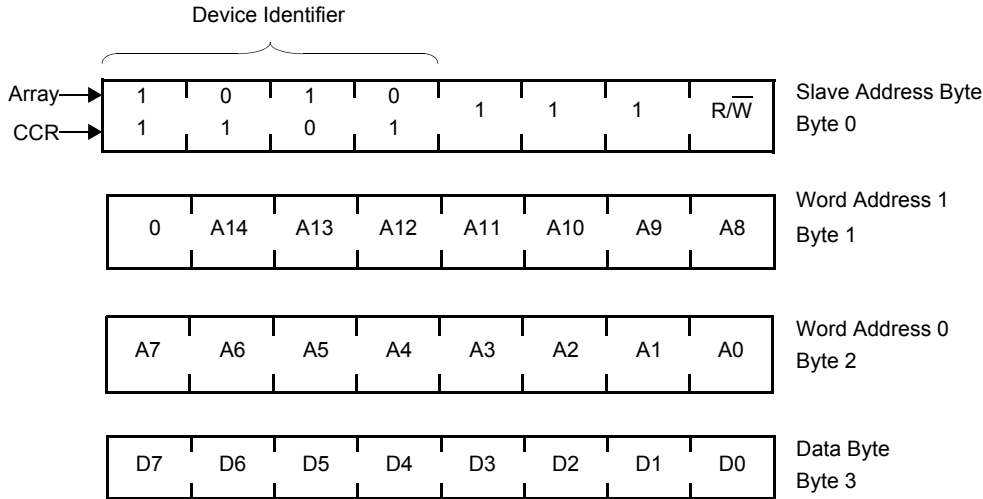 Device Identifier
Array 1 0 1 0 1 1 1 R/W̅ Slave Address Byte
CCR 1 1 0 1 Byte 0
Word Address 1
0 A14 A13 A12 A11 A10 A9 A8 Byte 1
Word Address 0
A7 A6 A5 A4 A3 A2 A1 A0 Byte 2
Data Byte
D7 D6 D5 D4 D3 D2 D1 D0 Byte 3